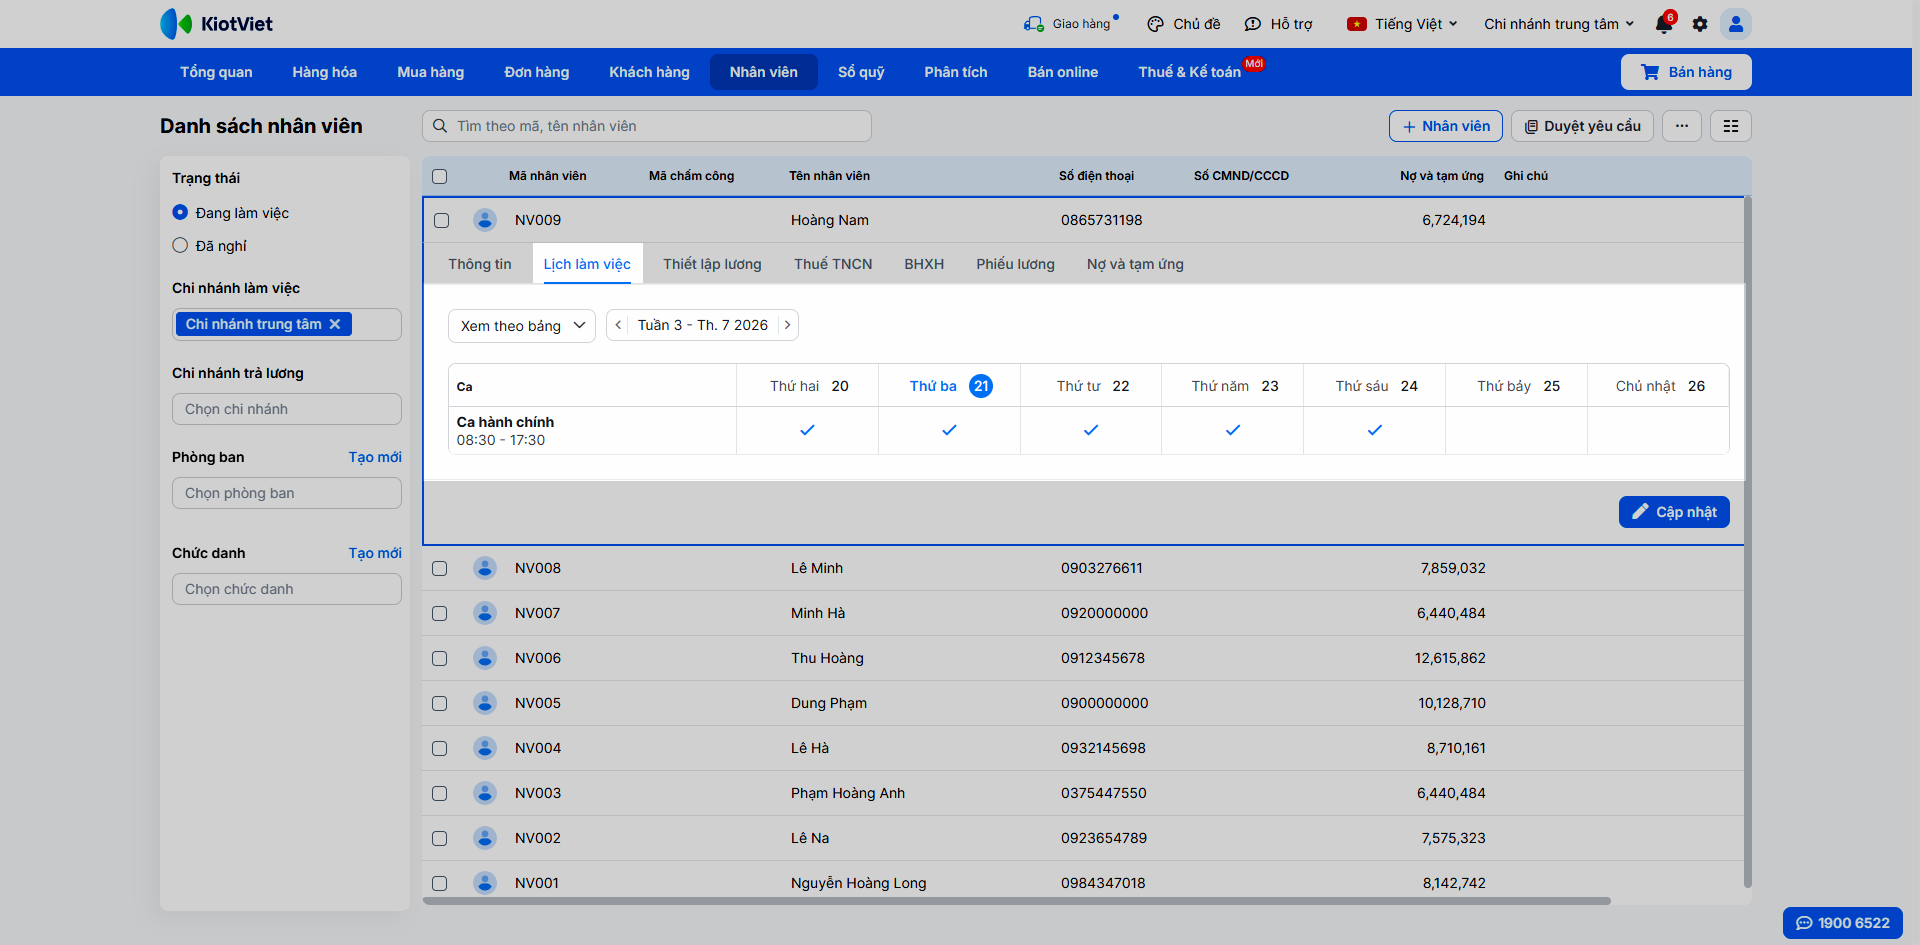 KiotViet
Giao hàng
Chủ đề
Hỗ trợ
Tiếng Việt
Chi nhánh trung tâm
6
Tổng quan
Hàng hóa
Mua hàng
Đơn hàng
Khách hàng
Nhân viên
Sổ quỹ
Phân tích
Bán online
Thuế & Kế toán
Mới
Bán hàng
Danh sách nhân viên
Tìm theo mã, tên nhân viên
+ Nhân viên
Duyệt yêu cầu
Trạng thái
Đang làm việc
Đã nghỉ
Chi nhánh làm việc
Chi nhánh trung tâm
Chi nhánh trả lương
Chọn chi nhánh
Phòng ban Tạo mới
Chọn phòng ban
Chức danh Tạo mới
Chọn chức danh
Mã nhân viên Mã chấm công Tên nhân viên Số điện thoại Số CMND/CCCD Nợ và tạm ứng Ghi chú
NV009 Hoàng Nam 0865731198 6,724,194
Thông tin Lịch làm việc Thiết lập lương Thuế TNCN BHXH Phiếu lương Nợ và tạm ứng
Xem theo bảng Tuần 3 - Th. 7 2026
Ca Thứ hai 20 Thứ ba 21 Thứ tư 22 Thứ năm 23 Thứ sáu 24 Thứ bảy 25 Chủ nhật 26
Ca hành chính
08:30 - 17:30
Cập nhật
NV008 Lê Minh 0903276611 7,859,032
NV007 Minh Hà 0920000000 6,440,484
NV006 Thu Hoàng 0912345678 12,615,862
NV005 Dung Phạm 0900000000 10,128,710
NV004 Lê Hà 0932145698 8,710,161
NV003 Phạm Hoàng Anh 0375447550 6,440,484
NV002 Lê Na 0923654789 7,575,323
NV001 Nguyễn Hoàng Long 0984347018 8,142,742
1900 6522